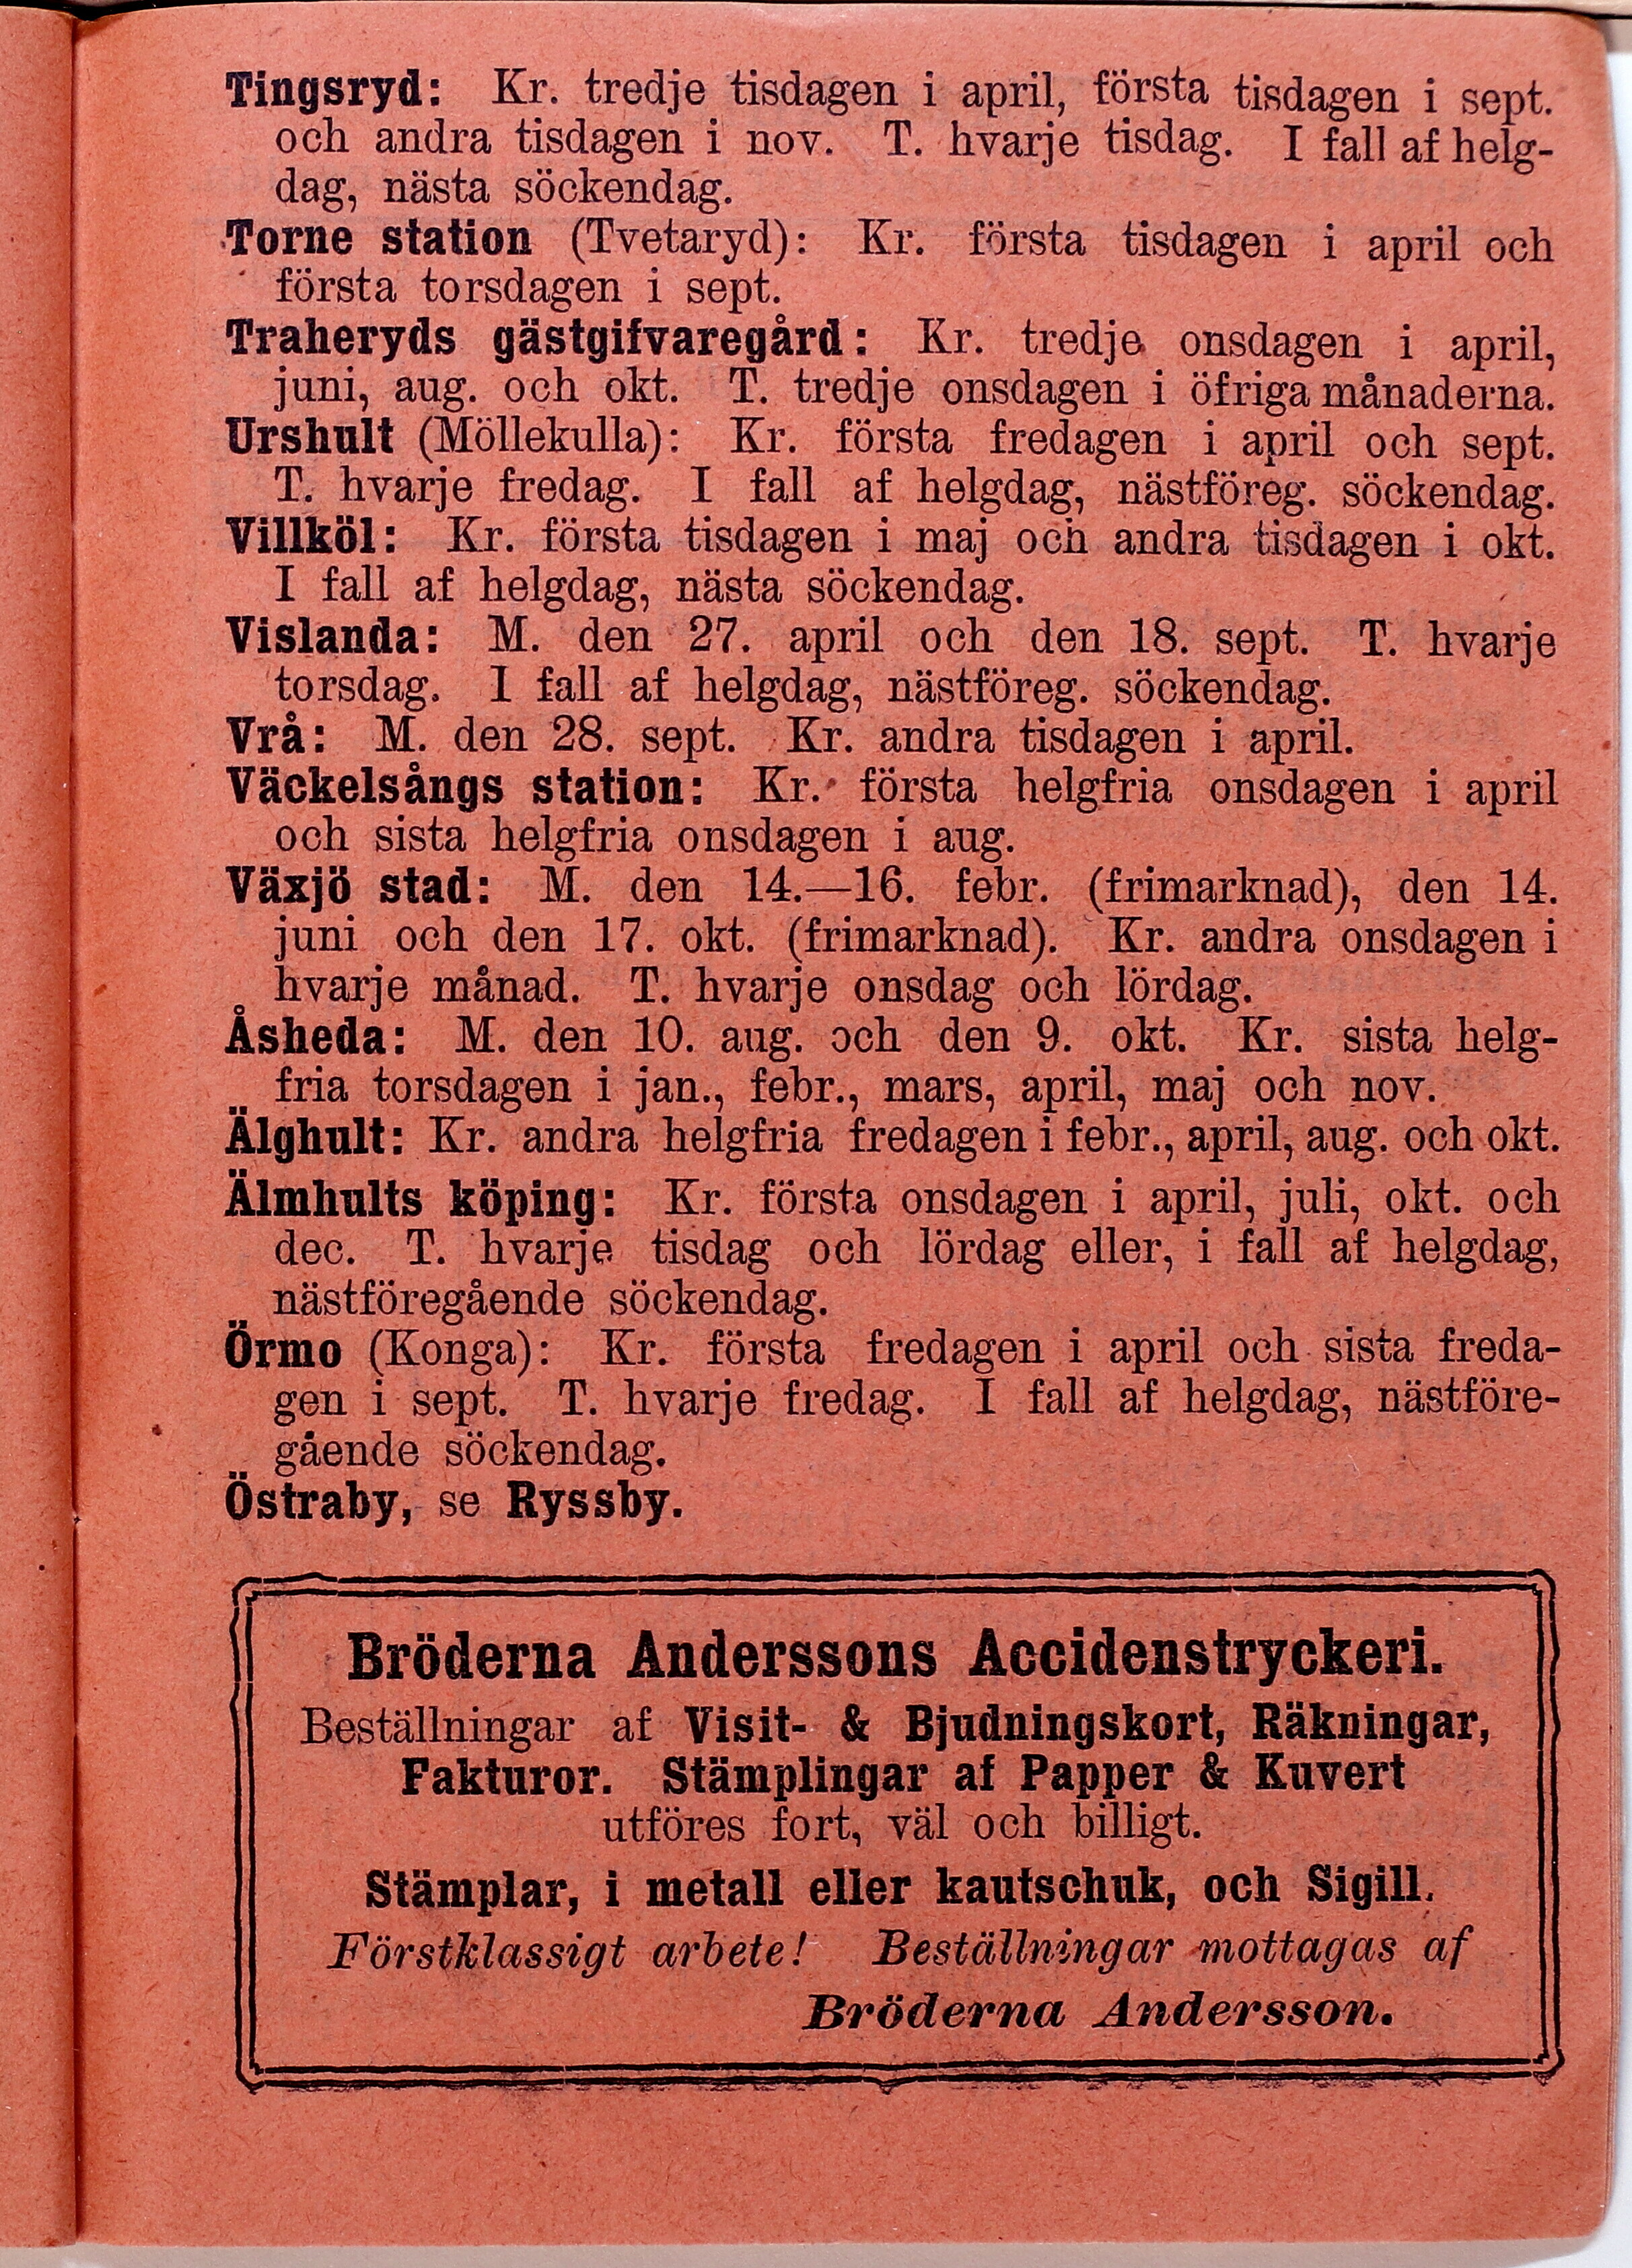 Tingsryd: Kr. tredje tisdagen i april, första tisdagen i sept.
och andra tisdagen i nov. T. hvarje tisdag. I fall af helg-
dag, nästa söckendag.
Torne station (Tvetaryd): Kr. första tisdagen i april och
första torsdagen i sept.
Traheryds gästgifvaregård: Kr. tredje onsdagen i april,
juni, aug. och okt. T. tredje onsdagen i öfriga månaderna.
Urshult (Möllekulla): Kr. första fredagen i april och sept.
T. hvarje fredag. I fall af helgdag, nästföreg. söckendag.
Villköl: Kr. första tisdagen i maj och andra tisdagen i okt.
I fall af helgdag, nästa söckendag.
Vislanda: M. den 27. april och den 18. sept. T. hvarje
torsdag. I fall af helgdag, nästföreg. söckendag.
Vrå: M. den 28. sept. Kr. andra tisdagen i april.
Väckelsångs station: Kr. första helgfria onsdagen i april
och sista helgfria onsdagen i aug.
Växjö stad: M. den 14.—16. febr. (frimarknad), den 14.
juni och den 17. okt. (frimarknad). Kr. andra onsdagen i
hvarje månad. T. hvarje onsdag och lördag.
Åsheda: M. den 10. aug. och den 9. okt. Kr. sista helg-
fria torsdagen i jan., febr., mars, april, maj och nov.
Älghult: Kr. andra helgfria fredagen i febr., april, aug. och okt.
Älmhults köping: Kr. första onsdagen i april, juli, okt. och
dec. T. hvarje tisdag och lördag eller, i fall af helgdag,
nästföregående söckendag.
Örmo (Konga): Kr. första fredagen i april och sista freda-
gen i sept. T. hvarje fredag. I fall af helgdag, nästföre-
gående söckendag.
Östraby, se Ryssby.
Bröderna Anderssons Accidenstryckeri.
Beställningar af Visit- & Bjudningskort, Räkningar,
Fakturor. Stämplingar af Papper & Kuvert
utföres fort, väl och billigt.
Stämplar, i metall eller kautschuk, och Sigill.
Förstklassigt arbete! Beställningar mottagas af
Bröderna Andersson.